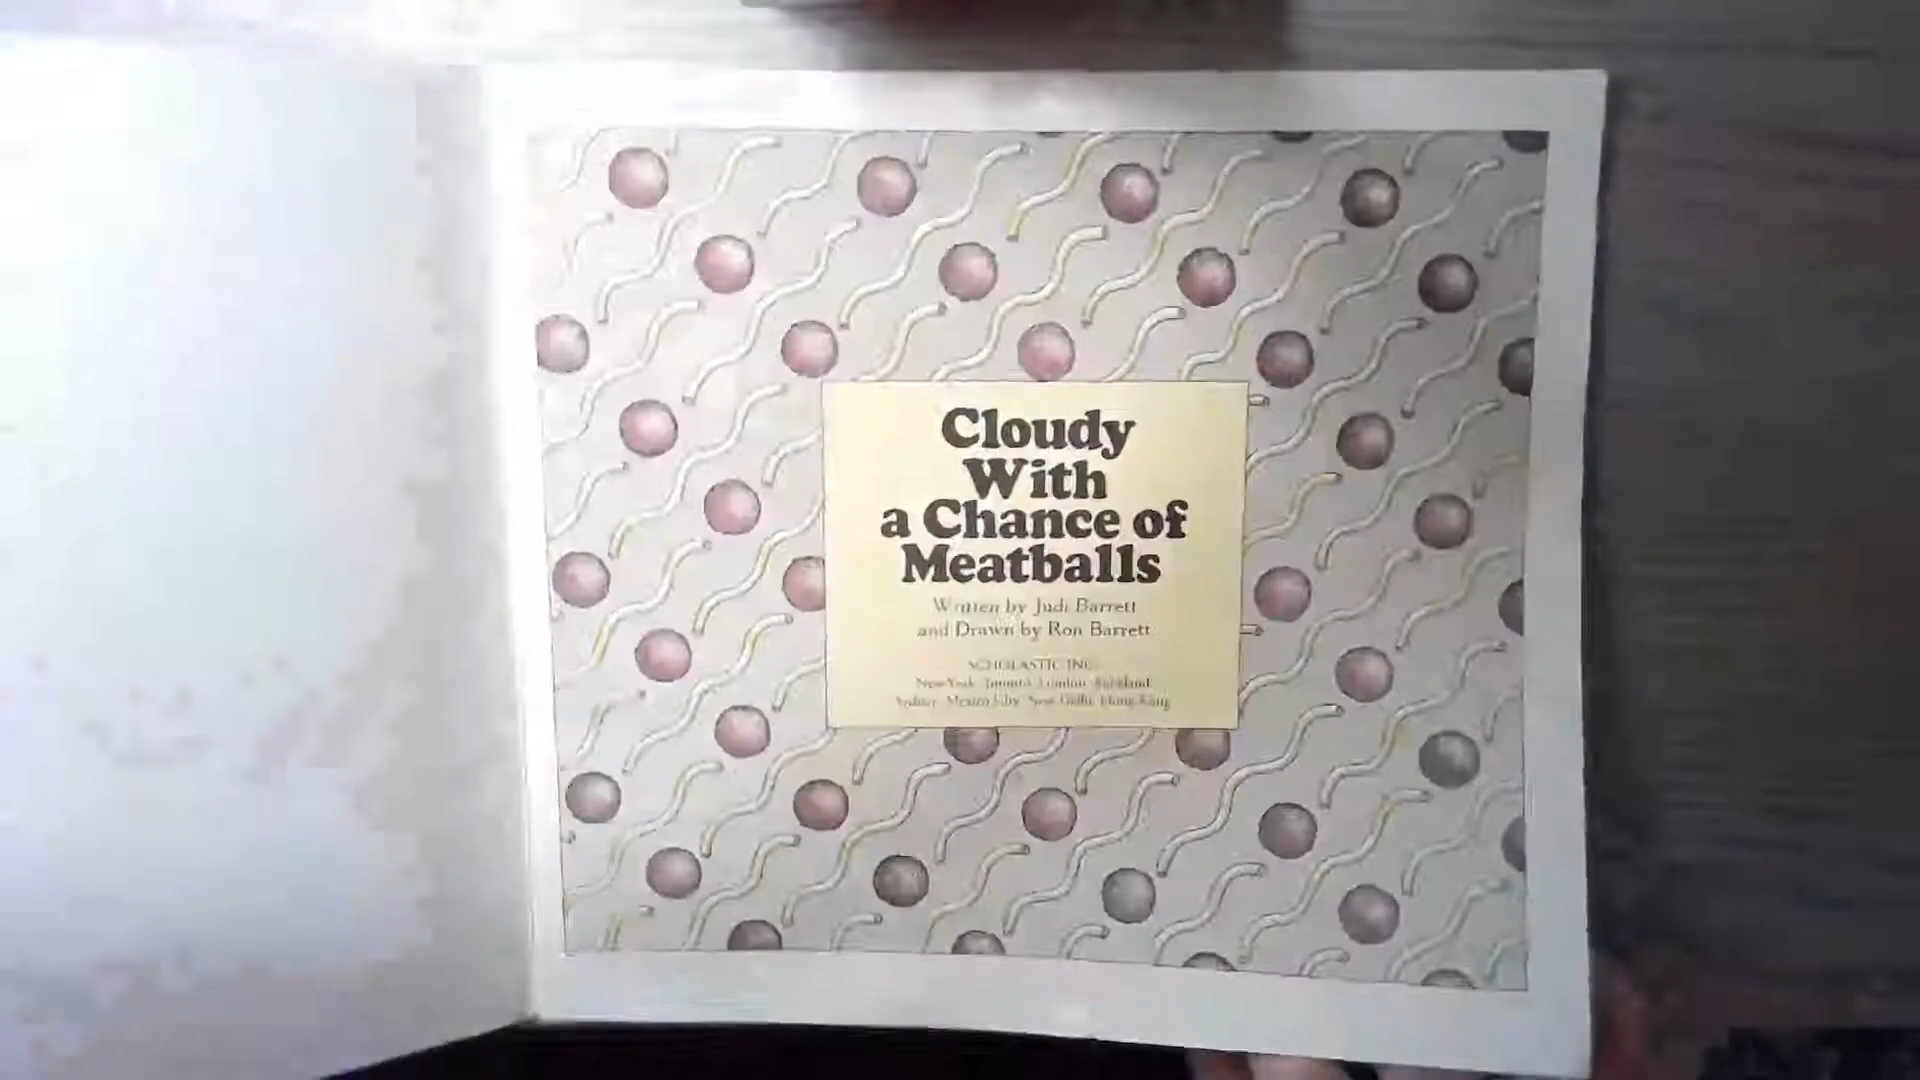 Cloudy
With
a Chance of
Meatballs
Written by Judi Barrett
and Drawn by Ron Barrett
SCHOLASTIC INC.
New York Toronto London Auckland
Sydney Mexico City New Delhi Hong Kong